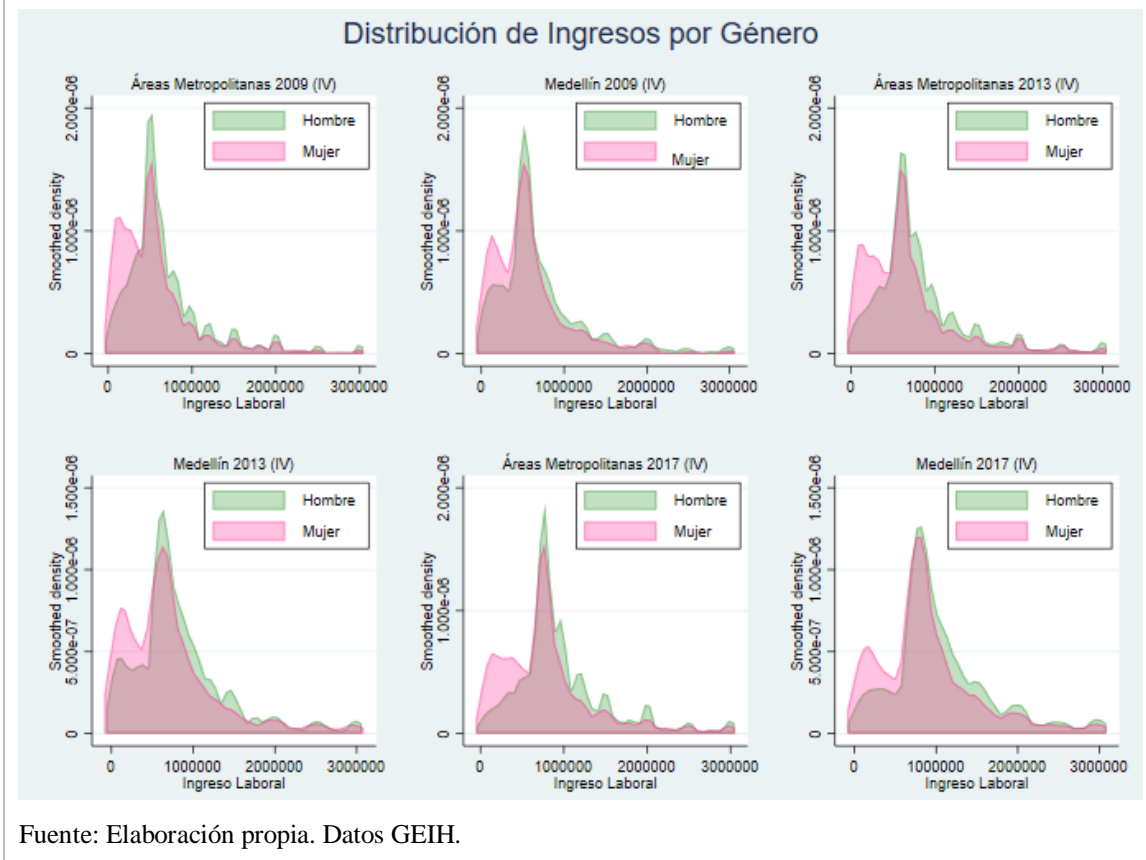 Distribución de Ingresos por Género
Áreas Metropolitanas 2009 (IV)
Smoothed density
0 1.000e-06 2.000e-06
Hombre
Mujer
0 1000000 2000000 3000000
Ingreso Laboral
Medellín 2009 (IV)
Smoothed density
0 1.000e-06 2.000e-06
Hombre
Mujer
0 1000000 2000000 3000000
Ingreso Laboral
Áreas Metropolitanas 2013 (IV)
Smoothed density
0 1.000e-06 2.000e-06
Hombre
Mujer
0 1000000 2000000 3000000
Ingreso Laboral
Medellín 2013 (IV)
Smoothed density
0 5.000e-07 1.000e-06 1.500e-06
Hombre
Mujer
0 1000000 2000000 3000000
Ingreso Laboral
Áreas Metropolitanas 2017 (IV)
Smoothed density
0 1.000e-06 2.000e-06
Hombre
Mujer
0 1000000 2000000 3000000
Ingreso Laboral
Medellín 2017 (IV)
Smoothed density
0 5.000e-07 1.000e-06 1.500e-06
Hombre
Mujer
0 1000000 2000000 3000000
Ingreso Laboral
Fuente: Elaboración propia. Datos GEIH.